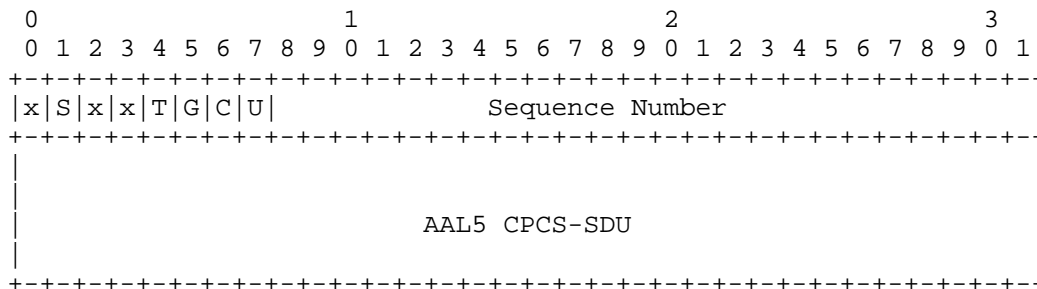 0                   1                   2                   3
 0 1 2 3 4 5 6 7 8 9 0 1 2 3 4 5 6 7 8 9 0 1 2 3 4 5 6 7 8 9 0 1
+-+-+-+-+-+-+-+-+-+-+-+-+-+-+-+-+-+-+-+-+-+-+-+-+-+-+-+-+-+-+-+-
|x|S|x|x|T|G|C|U|             Sequence Number
+-+-+-+-+-+-+-+-+-+-+-+-+-+-+-+-+-+-+-+-+-+-+-+-+-+-+-+-+-+-+-+-
|
|
|                         AAL5 CPCS-SDU
|
+-+-+-+-+-+-+-+-+-+-+-+-+-+-+-+-+-+-+-+-+-+-+-+-+-+-+-+-+-+-+-+-